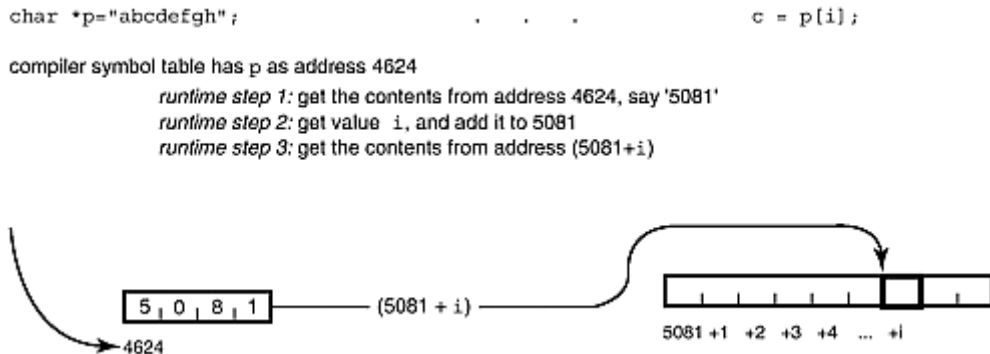 char *p="abcdefgh"; . . . c = p[i];
compiler symbol table has p as address 4624
runtime step 1: get the contents from address 4624, say '5081'
runtime step 2: get value i, and add it to 5081
runtime step 3: get the contents from address (5081+i)
5 0 8 1 (5081 + i)
5081 +1 +2 +3 +4 ... +i
4624